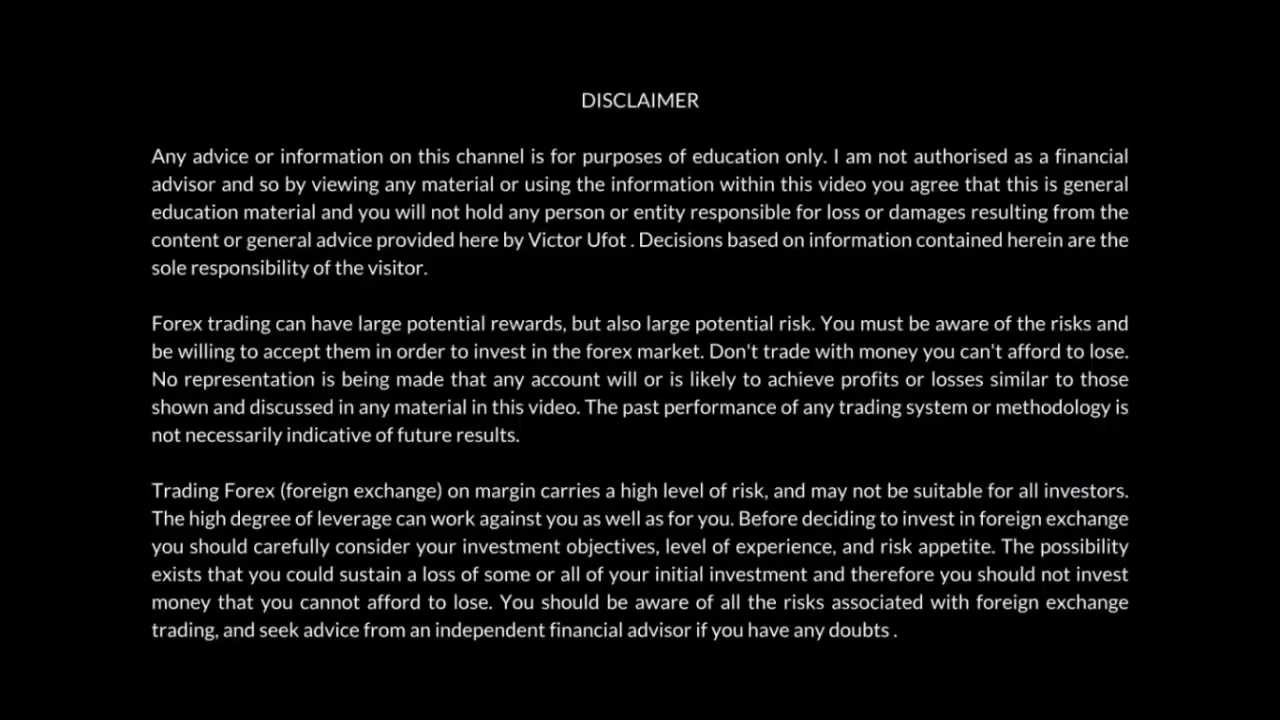 DISCLAIMER
Any advice or information on this channel is for purposes of education only. I am not authorised as a financial
advisor and so by viewing any material or using the information within this video you agree that this is general
education material and you will not hold any person or entity responsible for loss or damages resulting from the
content or general advice provided here by Victor Ufot . Decisions based on information contained herein are the
sole responsibility of the visitor.
Forex trading can have large potential rewards, but also large potential risk. You must be aware of the risks and
be willing to accept them in order to invest in the forex market. Don't trade with money you can't afford to lose.
No representation is being made that any account will or is likely to achieve profits or losses similar to those
shown and discussed in any material in this video. The past performance of any trading system or methodology is
not necessarily indicative of future results.
Trading Forex (foreign exchange) on margin carries a high level of risk, and may not be suitable for all investors.
The high degree of leverage can work against you as well as for you. Before deciding to invest in foreign exchange
you should carefully consider your investment objectives, level of experience, and risk appetite. The possibility
exists that you could sustain a loss of some or all of your initial investment and therefore you should not invest
money that you cannot afford to lose. You should be aware of all the risks associated with foreign exchange
trading, and seek advice from an independent financial advisor if you have any doubts .